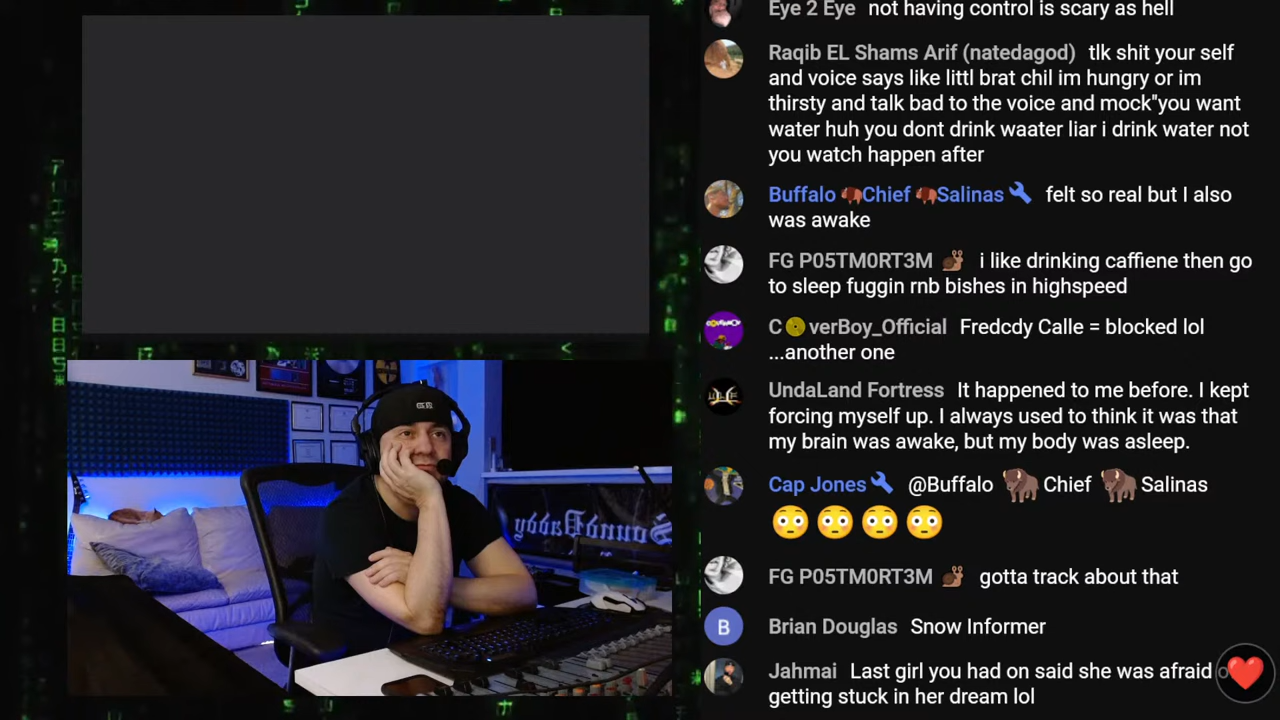 Eye 2 Eye not having control is scary as hell
Raqib EL Shams Arif (natedagod) tlk shit your self
and voice says like littl brat chil im hungry or im
thirsty and talk bad to the voice and mock"you want
water huh you dont drink waater liar i drink water not
you watch happen after
Buffalo 🦬Chief 🦬Salinas felt so real but I also
was awake
FG P05TM0RT3M 🐌 i like drinking caffiene then go
to sleep fuggin rnb bishes in highspeed
C verBoy_Official Fredcdy Calle = blocked lol
...another one
UndaLand Fortress It happened to me before. I kept
forcing myself up. I always used to think it was that
my brain was awake, but my body was asleep.
Cap Jones @Buffalo 🦬 Chief 🦬 Salinas
😳 😳 😳 😳
FG P05TM0RT3M 🐌 gotta track about that
B Brian Douglas Snow Informer
Jahmai Last girl you had on said she was afraid
getting stuck in her dream lol
SoundDaddy